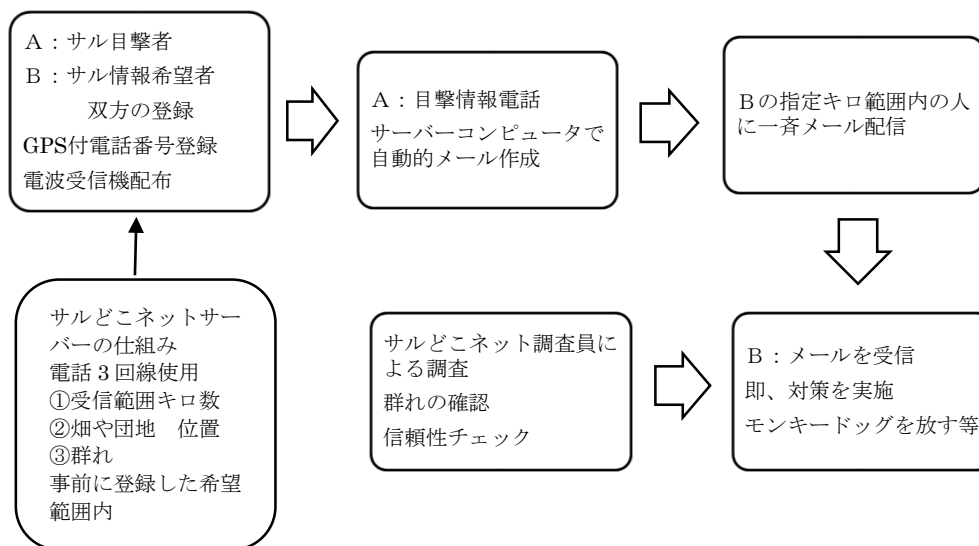 A：サル目撃者
B：サル情報希望者
双方の登録
GPS付電話番号登録
電波受信機配布
A：目撃情報電話
サーバーコンピュータで
自動的メール作成
Bの指定キロ範囲内の人
に一斉メール配信
サルどこネットサー
バーの仕組み
電話3回線使用
①受信範囲キロ数
②畑や団地　位置
③群れ
事前に登録した希望
範囲内
サルどこネット調査員に
よる調査
群れの確認
信頼性チェック
B：メールを受信
即、対策を実施
モンキードッグを放す等